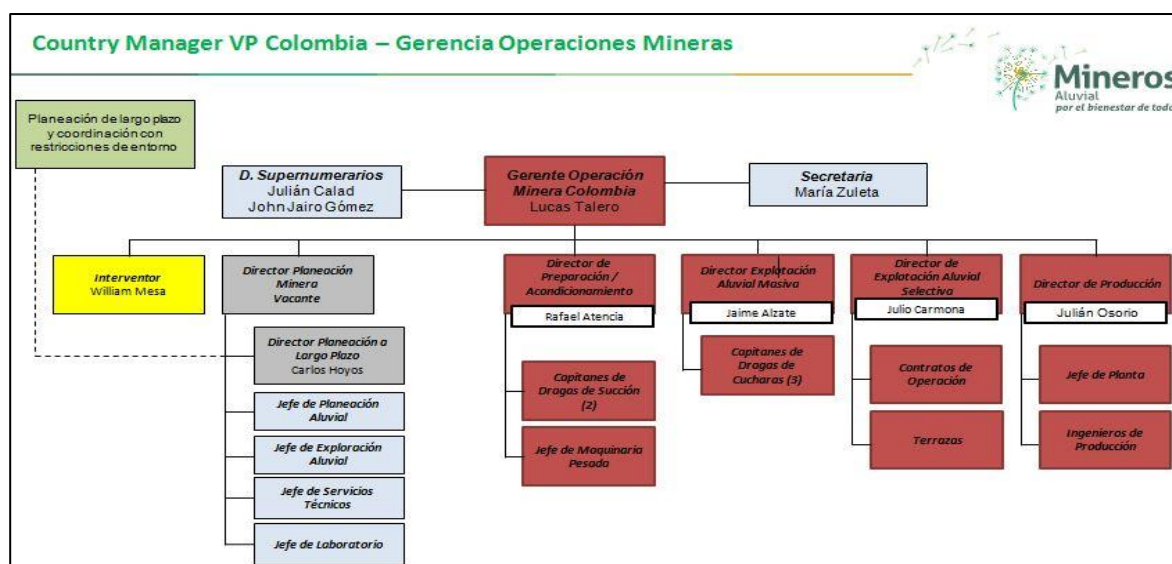 Country Manager VP Colombia – Gerencia Operaciones Mineras
Mineros
Aluvial
por el bienestar de todo
Planeación de largo plazo
y coordinación con
restricciones de entorno
D. Supernumerarios
Julián Calad
John Jairo Gómez
Gerente Operación
Minera Colombia
Lucas Talero
Secretaria
María Zuleta
Interventor
William Mesa
Director Planeación
Minera
Vacante
Director de
Preparación /
Acondicionamiento
Rafael Atencia
Director Explotación
Aluvial Masiva
Jaime Alzate
Director de
Explotación Aluvial
Selectiva
Julio Carmona
Director de Producción
Julián Osorio
Director Planeación a
Largo Plazo
Carlos Hoyos
Jefe de Planeación
Aluvial
Jefe de Exploración
Aluvial
Jefe de Servicios
Técnicos
Jefe de Laboratorio
Capitanes de
Dragas de Succión
(2)
Jefe de Maquinaria
Pesada
Capitanes de
Dragas de
Cucharas (3)
Contratos de
Operación
Terrazas
Jefe de Planta
Ingenieros de
Producción